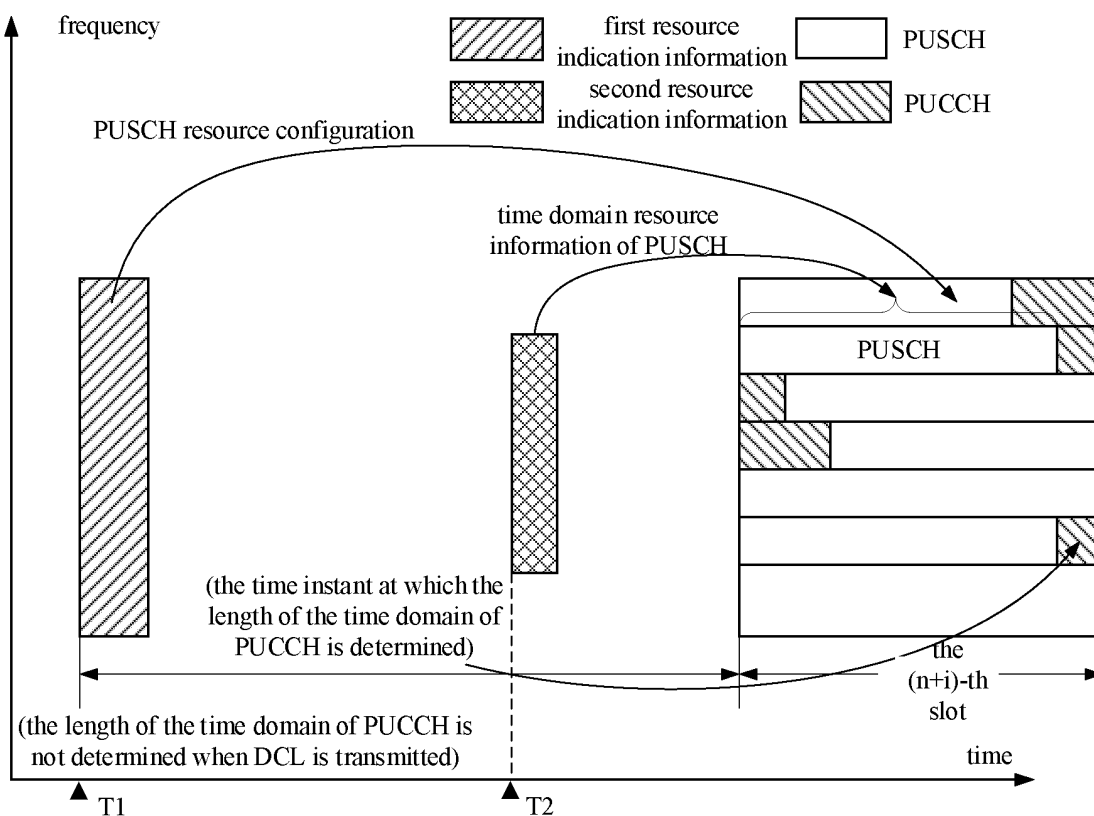 frequency
first resource
indication information
PUSCH
second resource
indication information
PUCCH
PUSCH resource configuration
time domain resource
information of PUSCH
PUSCH
(the time instant at which the
length of the time domain of
PUCCH is determined)
the
(n+i)-th
slot
(the length of the time domain of PUCCH is
not determined when DCL is transmitted)
time
T1
T2